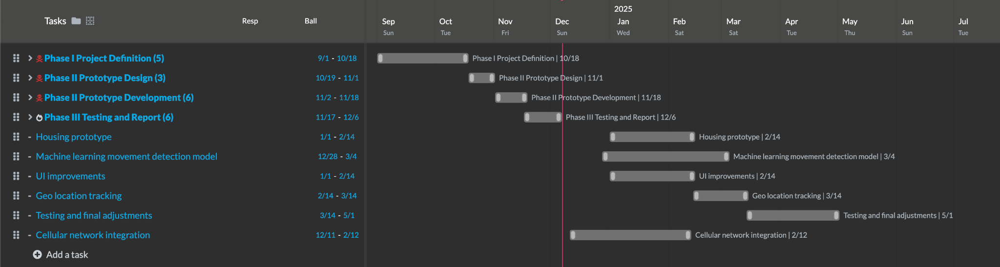 2025
Tasks Resp Ball Sep Oct Nov Dec Jan Feb Mar Apr May Jun Jul
Sun Tue Fri Sun Wed Sat Sat Tue Thu Sun Tue
Phase I Project Definition (5) 9/1 - 10/18 Phase I Project Definition | 10/18
Phase II Prototype Design (3) 10/19 - 11/1 Phase II Prototype Design | 11/1
Phase II Prototype Development (6) 11/2 - 11/18 Phase II Prototype Development | 11/18
Phase III Testing and Report (6) 11/17 - 12/6 Phase III Testing and Report | 12/6
- Housing prototype 1/1 - 2/14 Housing prototype | 2/14
- Machine learning movement detection model 12/28 - 3/4 Machine learning movement detection model | 3/4
- UI improvements 1/1 - 2/14 UI improvements | 2/14
- Geo location tracking 2/14 - 3/14 Geo location tracking | 3/14
- Testing and final adjustments 3/14 - 5/1 Testing and final adjustments | 5/1
- Cellular network integration 12/11 - 2/12 Cellular network integration | 2/12
Add a task